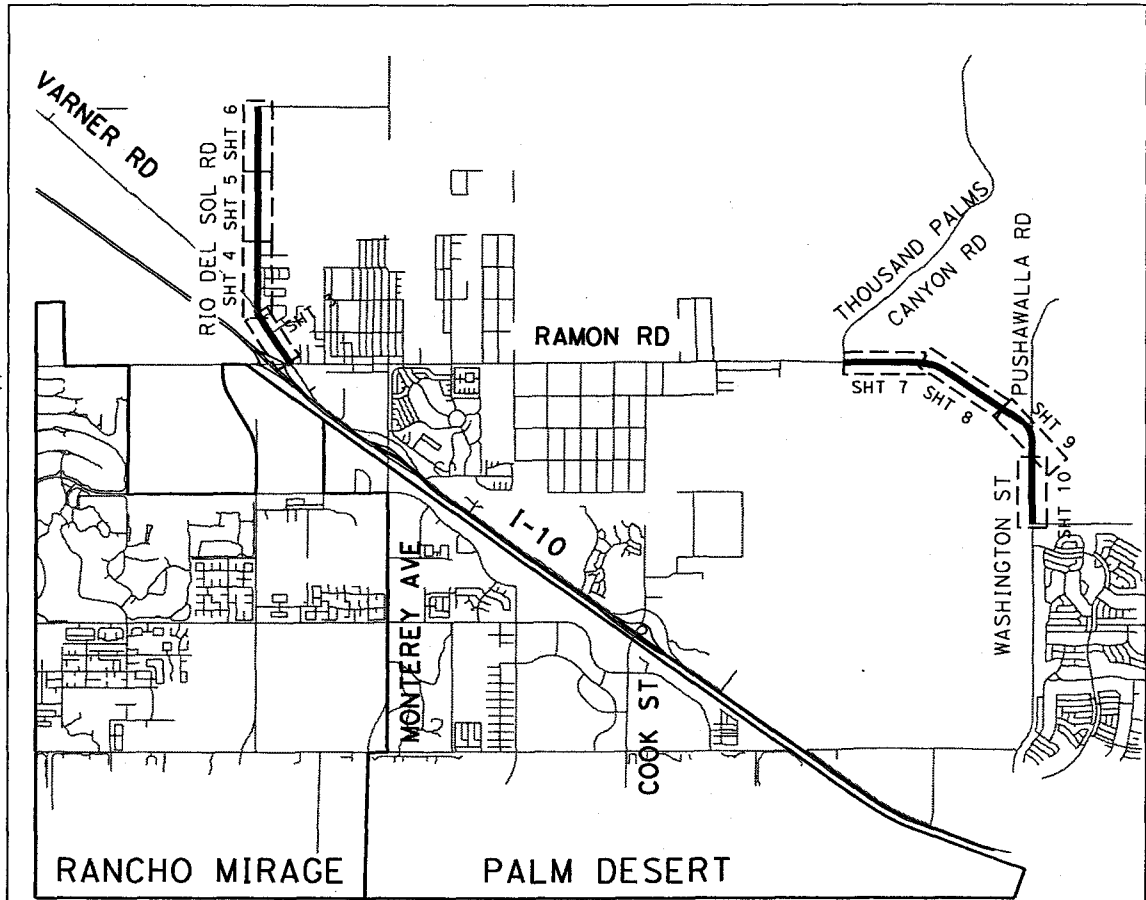 VARNER RD
RIO DEL SOL RD
SHT 4
SHT 5
SHT 6
SHT
RAMON RD
THOUSAND PALMS
CANYON RD
PUSHAWALLA RD
SHT 7
SHT 8
SHT 9
SHT 10
WASHINGTON ST
I-10
MONTEREY AVE
COOK ST
RANCHO MIRAGE
PALM DESERT